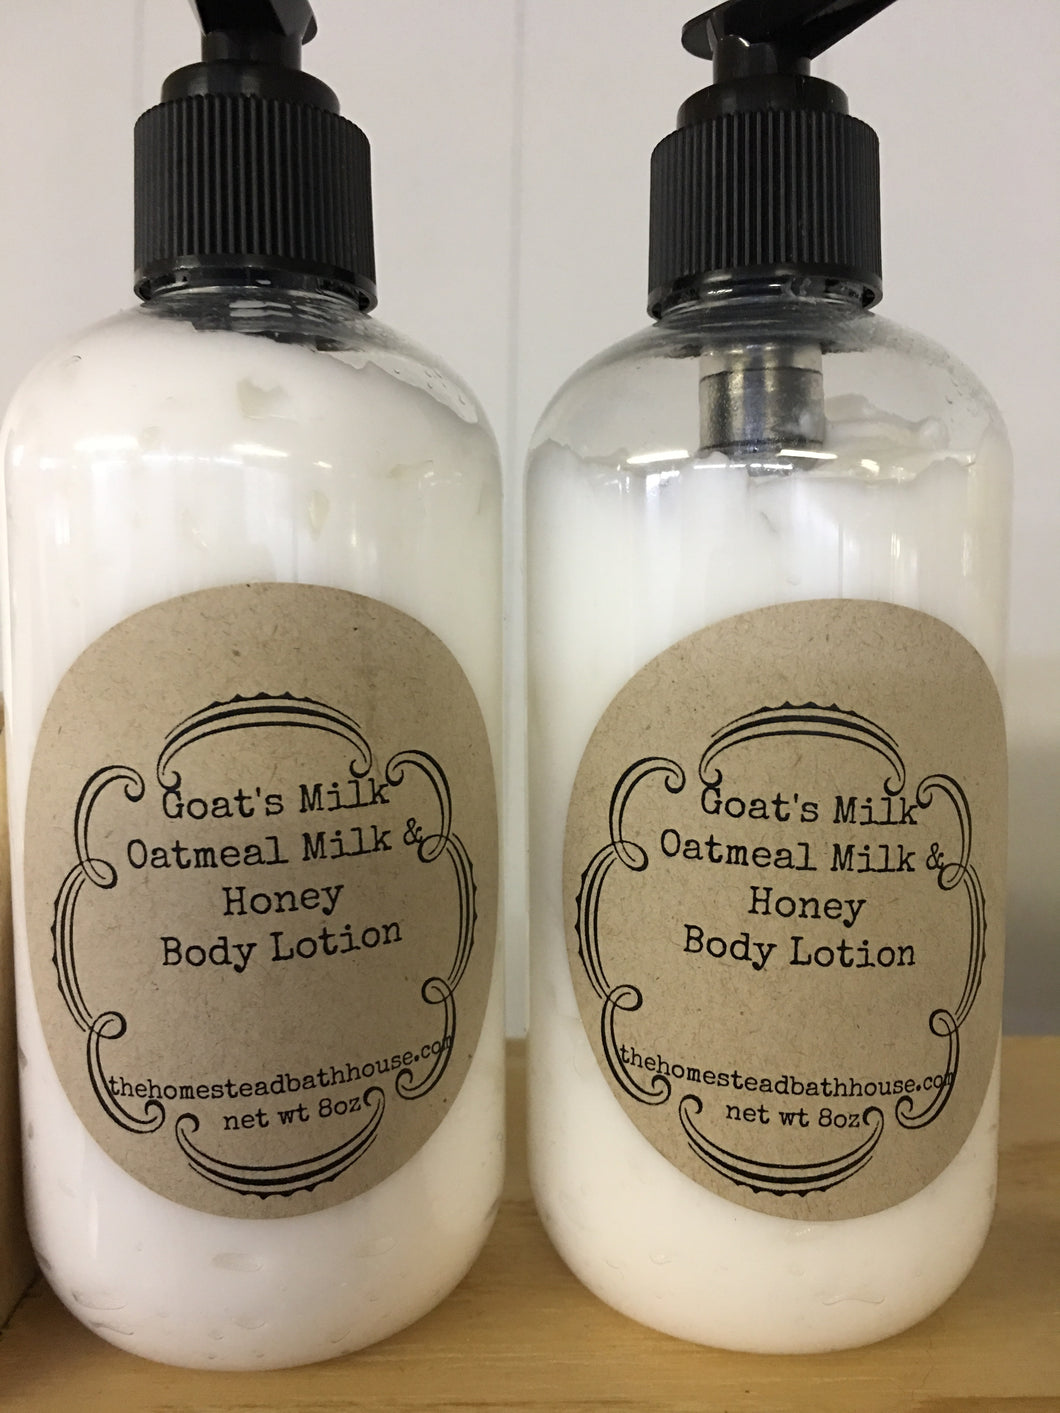 Goat's Milk
Oatmeal Milk &
Honey
Body Lotion
thehomesteadbathhouse.com
net wt 8oz
Goat's Milk
Oatmeal Milk &
Honey
Body Lotion
thehomesteadbathhouse.com
net wt 8oz